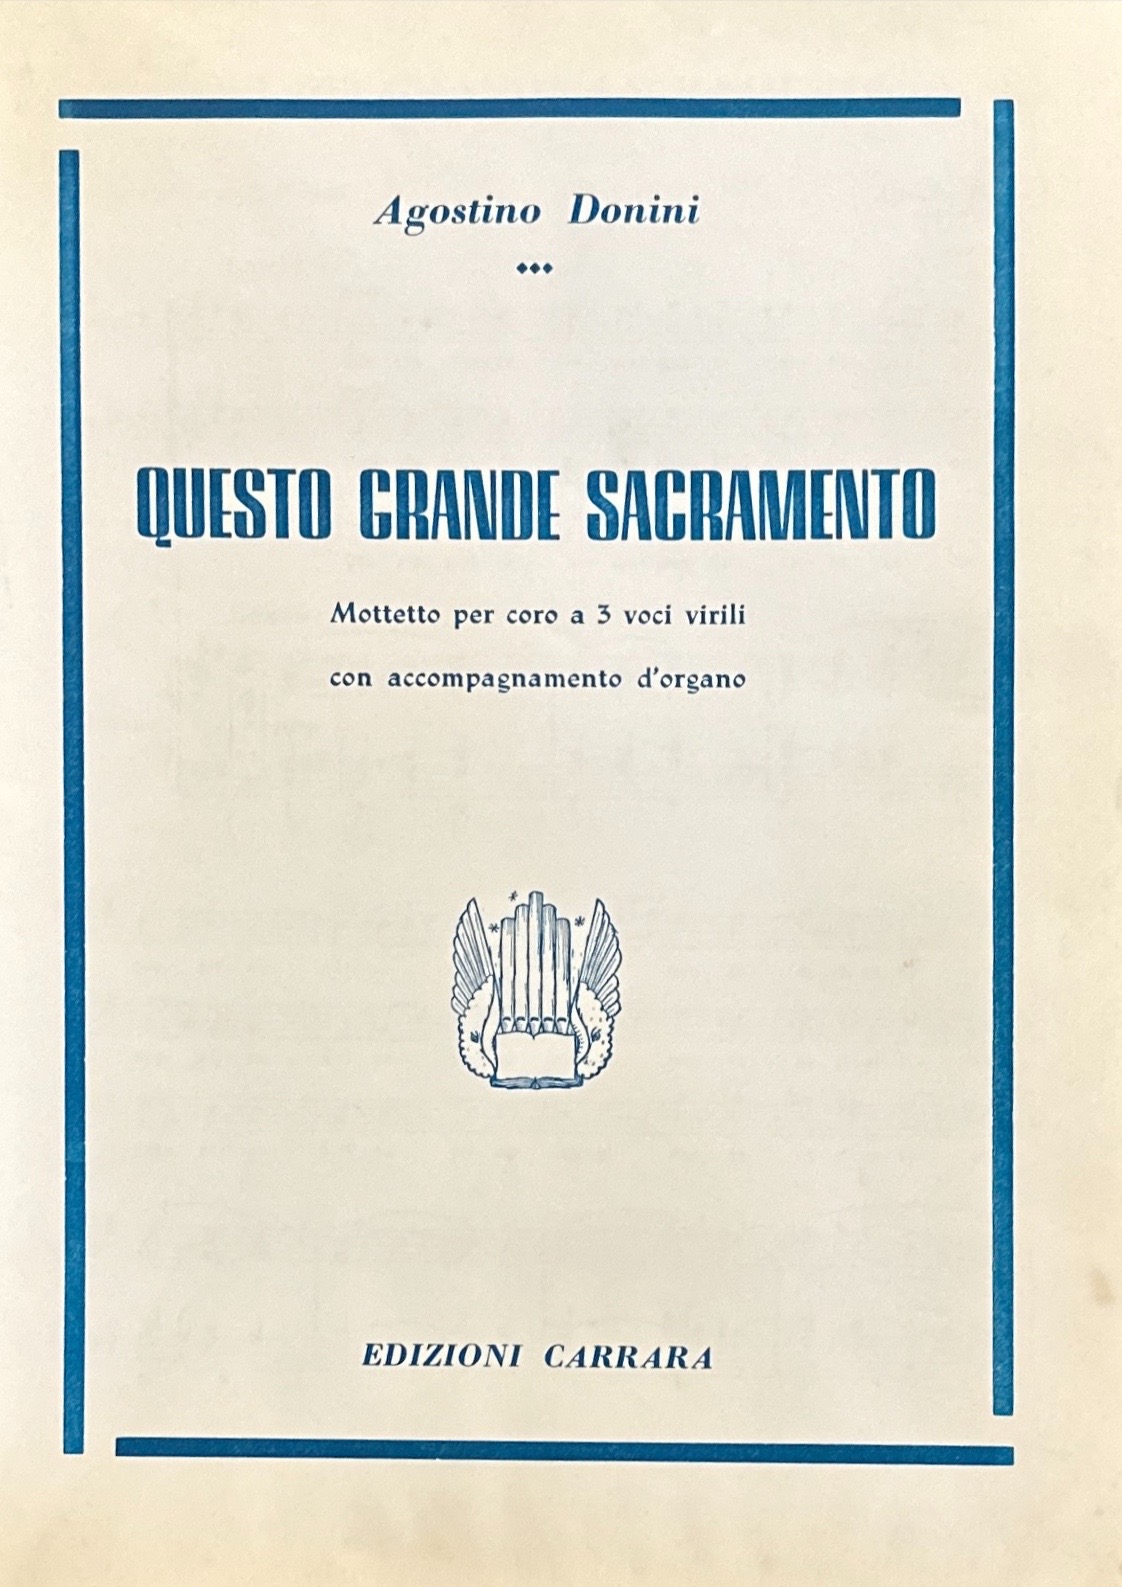 Agostino Donini
QUESTO GRANDE SACRAMENTO
Mottetto per coro a 3 voci virili
con accompagnamento d'organo
EDIZIONI CARRARA